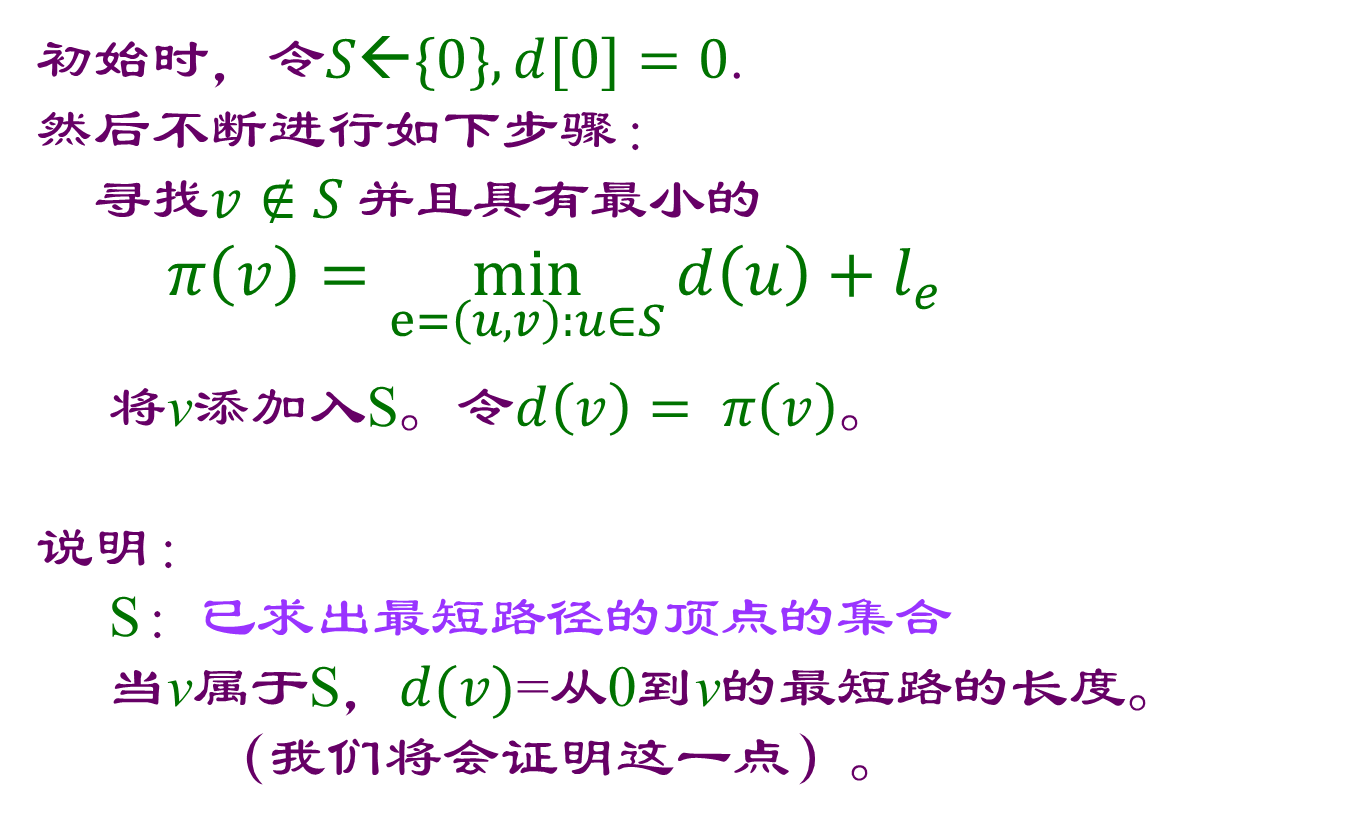 初始时，令S←{0}, d[0] = 0.
然后不断进行如下步骤：
寻找v ∉ S 并且具有最小的
π(v) = min d(u) + lₑ
e=(u,v):u∈S
将v添加入S。令d(v) = π(v)。
说明：
S：已求出最短路径的顶点的集合
当v属于S，d(v)=从0到v的最短路的长度。
（我们将会证明这一点）。